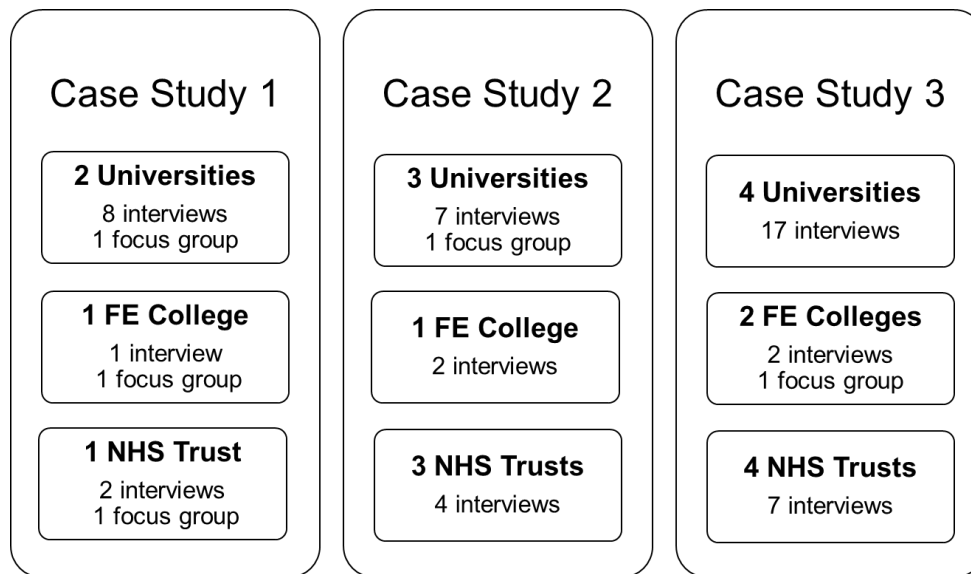 Case Study 1
2 Universities
8 interviews
1 focus group
1 FE College
1 interview
1 focus group
1 NHS Trust
2 interviews
1 focus group
Case Study 2
3 Universities
7 interviews
1 focus group
1 FE College
2 interviews
3 NHS Trusts
4 interviews
Case Study 3
4 Universities
17 interviews
2 FE Colleges
2 interviews
1 focus group
4 NHS Trusts
7 interviews